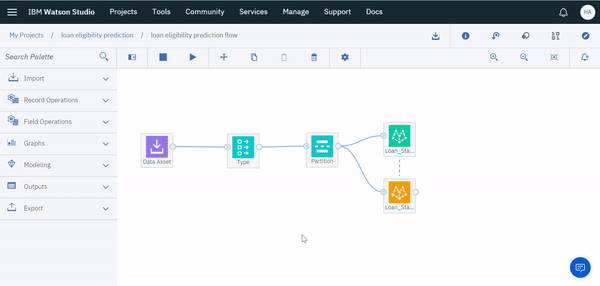 IBM Watson Studio Projects Tools Community Services Manage Support Docs HA
My Projects / loan eligibility prediction / loan eligibility prediction flow
Search Palette
Import
Record Operations
Field Operations
Graphs
Modeling
Outputs
Export
Data Asset
Type
Partition
Loan_Sta...
Loan_Sta...